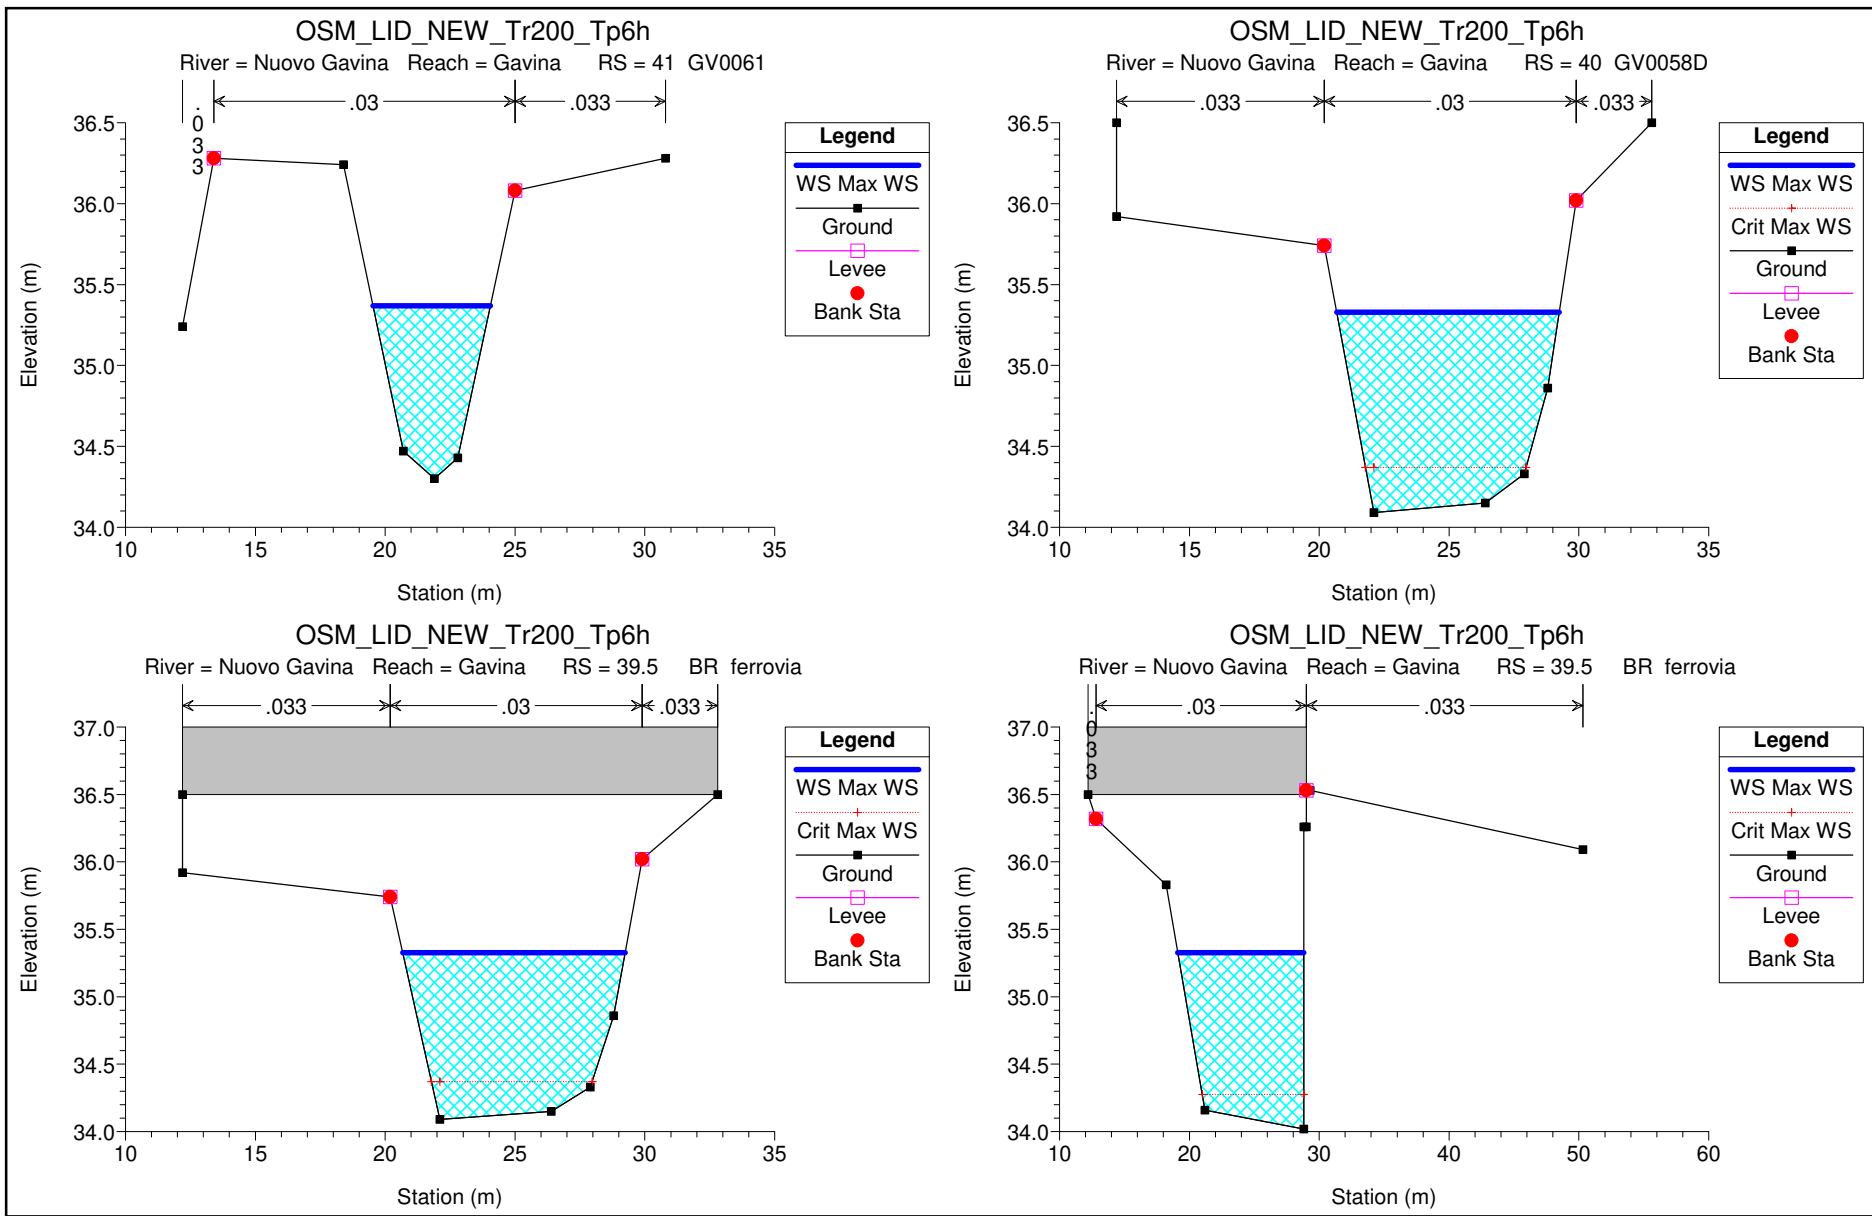 OSM_LID_NEW_Tr200_Tp6h
River = Nuovo Gavina Reach = Gavina RS = 41 GV0061
.033
.03
.033
36.5
36.0
35.5
35.0
34.5
34.0
Elevation (m)
10 15 20 25 30 35
Station (m)
Legend
WS Max WS
Ground
Levee
Bank Sta
OSM_LID_NEW_Tr200_Tp6h
River = Nuovo Gavina Reach = Gavina RS = 40 GV0058D
.033
.03
.033
36.5
36.0
35.5
35.0
34.5
34.0
Elevation (m)
10 15 20 25 30 35
Station (m)
Legend
WS Max WS
Crit Max WS
Ground
Levee
Bank Sta
OSM_LID_NEW_Tr200_Tp6h
River = Nuovo Gavina Reach = Gavina RS = 39.5 BR ferrovia
.033
.03
.033
37.0
36.5
36.0
35.5
35.0
34.5
34.0
Elevation (m)
10 15 20 25 30 35
Station (m)
Legend
WS Max WS
Crit Max WS
Ground
Levee
Bank Sta
OSM_LID_NEW_Tr200_Tp6h
River = Nuovo Gavina Reach = Gavina RS = 39.5 BR ferrovia
.033
.03
.033
37.0
36.5
36.0
35.5
35.0
34.5
34.0
Elevation (m)
10 20 30 40 50 60
Station (m)
Legend
WS Max WS
Crit Max WS
Ground
Levee
Bank Sta